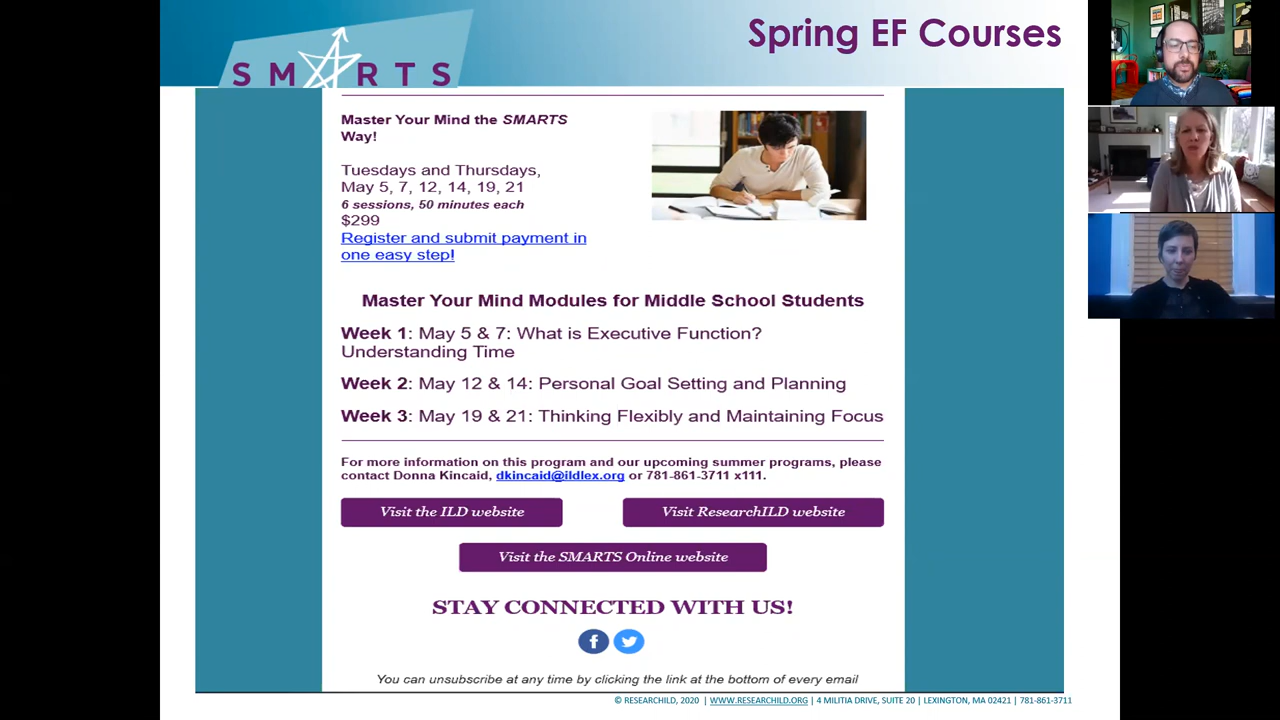 SMARTS
Spring EF Courses
Master Your Mind the SMARTS
Way!
Tuesdays and Thursdays,
May 5, 7, 12, 14, 19, 21
6 sessions, 50 minutes each
$299
Register and submit payment in
one easy step!
Master Your Mind Modules for Middle School Students
Week 1: May 5 & 7: What is Executive Function?
Understanding Time
Week 2: May 12 & 14: Personal Goal Setting and Planning
Week 3: May 19 & 21: Thinking Flexibly and Maintaining Focus
For more information on this program and our upcoming summer programs, please
contact Donna Kincaid, dkincaid@ildlex.org or 781-861-3711 x111.
Visit the ILD website
Visit ResearchILD website
Visit the SMARTS Online website
STAY CONNECTED WITH US!
You can unsubscribe at any time by clicking the link at the bottom of every email
© RESEARCHILD, 2020 | WWW.RESEARCHILD.ORG | 4 MILITIA DRIVE, SUITE 20 | LEXINGTON, MA 02421 | 781-861-3711